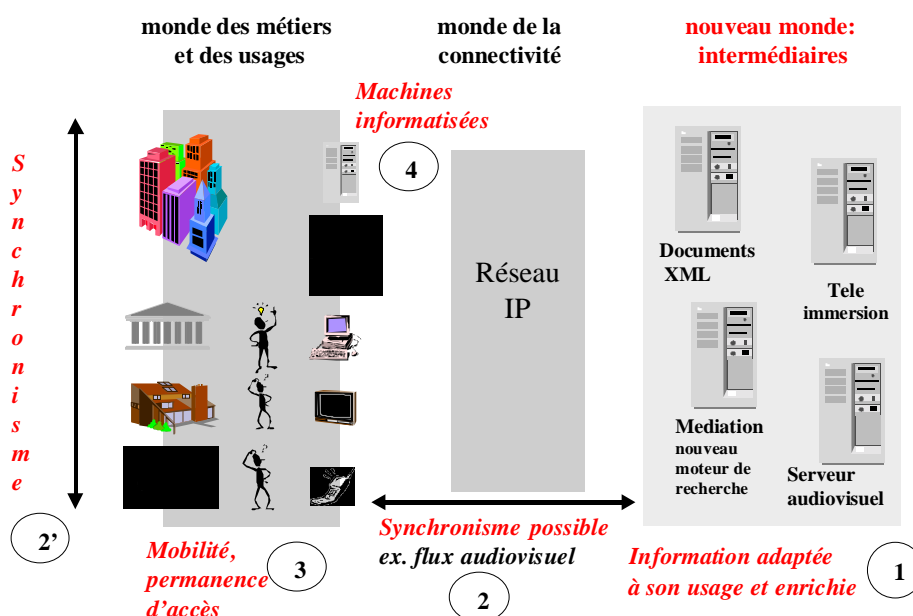 monde des métiers
et des usages
monde de la
connectivité
nouveau monde:
intermédiaires
Machines
informatisées
4
Synchronisme
Réseau
IP
Documents
XML
Tele
immersion
Mediation
nouveau
moteur de
recherche
Serveur
audiovisuel
2’
Mobilité,
permanence
d’accès
3
Synchronisme possible
ex. flux audiovisuel
2
Information adaptée
à son usage et enrichie
1